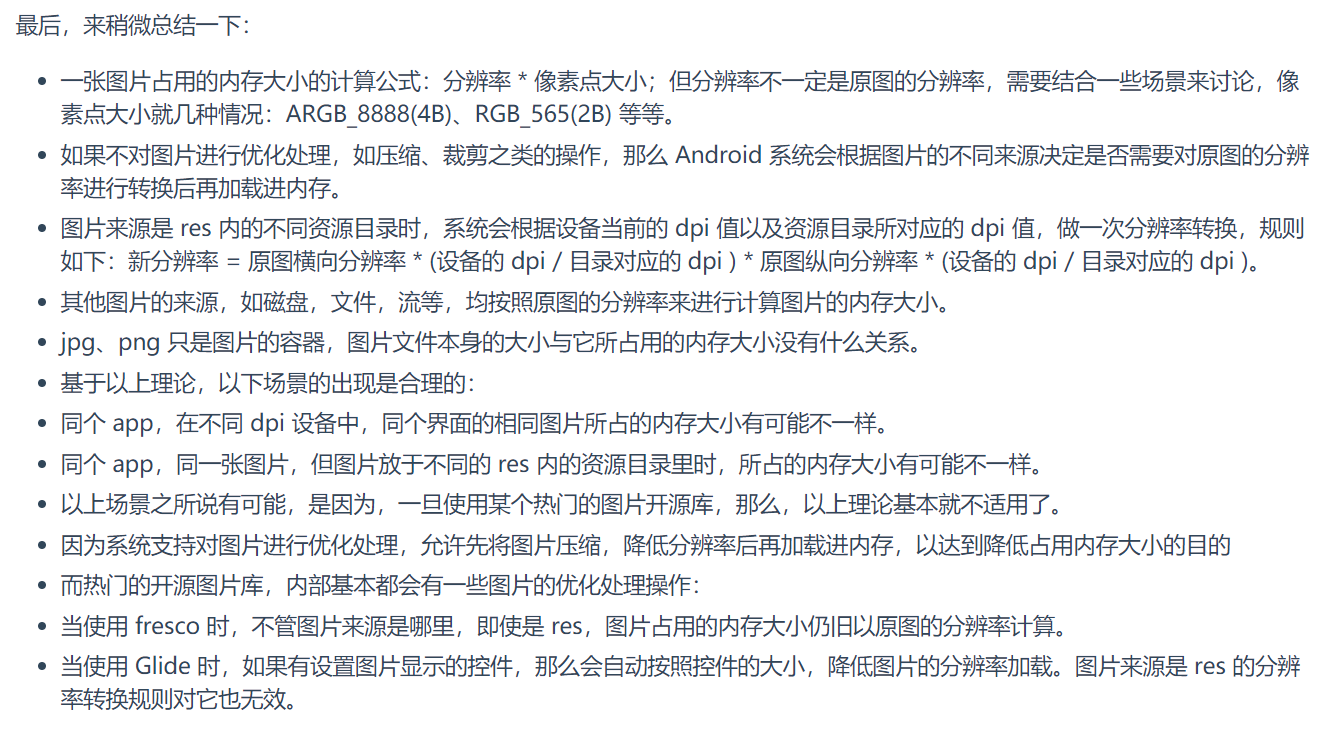 最后，来稍微总结一下：
一张图片占用的内存大小的计算公式：分辨率 * 像素点大小；但分辨率不一定是原图的分辨率，需要结合一些场景来讨论，像
素点大小就几种情况：ARGB_8888(4B)、RGB_565(2B) 等等。
如果不对图片进行优化处理，如压缩、裁剪之类的操作，那么 Android 系统会根据图片的不同来源决定是否需要对原图的分辨
率进行转换后再加载进内存。
图片来源是 res 内的不同资源目录时，系统会根据设备当前的 dpi 值以及资源目录所对应的 dpi 值，做一次分辨率转换，规则
如下：新分辨率 = 原图横向分辨率 * (设备的 dpi / 目录对应的 dpi ) * 原图纵向分辨率 * (设备的 dpi / 目录对应的 dpi )。
其他图片的来源，如磁盘，文件，流等，均按照原图的分辨率来进行计算图片的内存大小。
jpg、png 只是图片的容器，图片文件本身的大小与它所占用的内存大小没有什么关系。
基于以上理论，以下场景的出现是合理的：
同个 app，在不同 dpi 设备中，同个界面的相同图片所占的内存大小有可能不一样。
同个 app，同一张图片，但图片放于不同的 res 内的资源目录里时，所占的内存大小有可能不一样。
以上场景之所说有可能，是因为，一旦使用某个热门的图片开源库，那么，以上理论基本就不适用了。
因为系统支持对图片进行优化处理，允许先将图片压缩，降低分辨率后再加载进内存，以达到降低占用内存大小的目的
而热门的开源图片库，内部基本都会有一些图片的优化处理操作：
当使用 fresco 时，不管图片来源是哪里，即使是 res，图片占用的内存大小仍旧以原图的分辨率计算。
当使用 Glide 时，如果有设置图片显示的控件，那么会自动按照控件的大小，降低图片的分辨率加载。图片来源是 res 的分辨
率转换规则对它也无效。